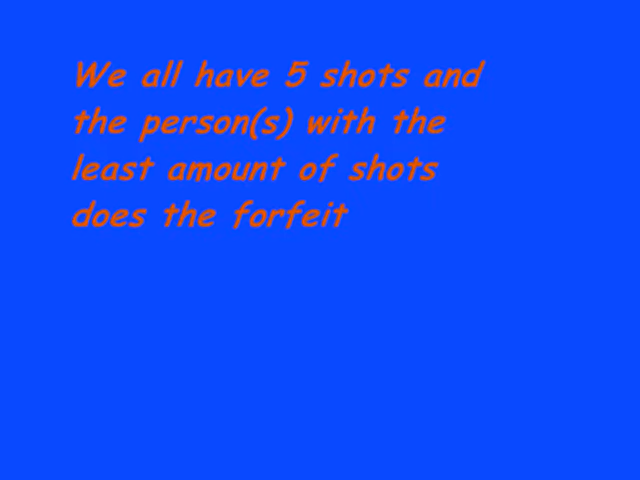 We all have 5 shots and
the person(s) with the
least amount of shots
does the forfeit